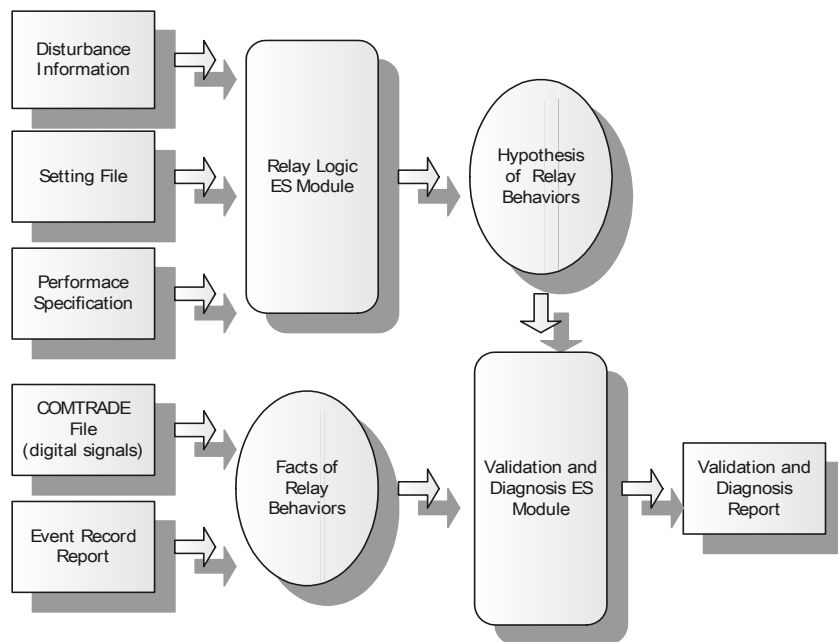 Disturbance
Information
Setting File
Performace
Specification
Relay Logic
ES Module
Hypothesis
of Relay
Behaviors
COMTRADE
File
(digital signals)
Event Record
Report
Facts of
Relay
Behaviors
Validation and
Diagnosis ES
Module
Validation and
Diagnosis
Report